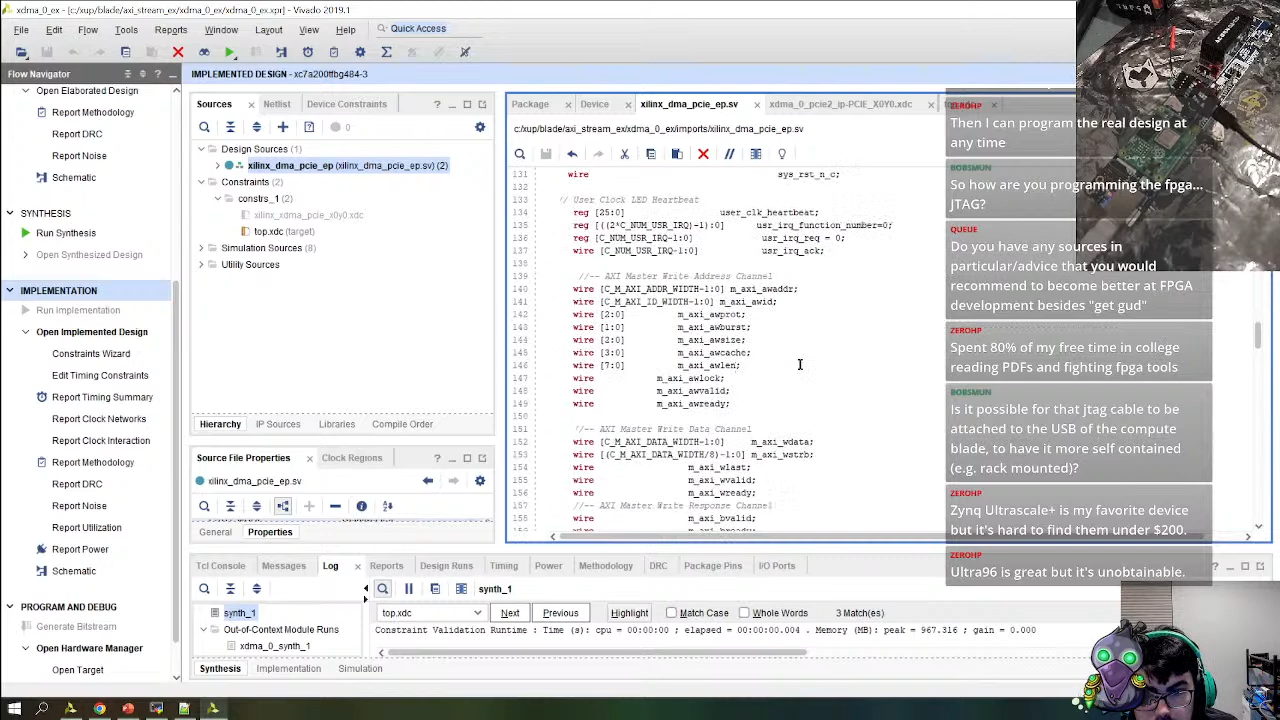 xdma_0_ex - [c:/xup/blade/axi_stream_ex/xdma_0_ex/xdma_0_ex.xpr] - Vivado 2019.1
File Edit Flow Tools Reports Window Layout View Help Quick Access
Flow Navigator
Open Elaborated Design
Report Methodology
Report DRC
Report Noise
Schematic
SYNTHESIS
Run Synthesis
Open Synthesized Design
IMPLEMENTATION
Run Implementation
Open Implemented Design
Constraints Wizard
Edit Timing Constraints
Report Timing Summary
Report Clock Networks
Report Clock Interaction
Report Methodology
Report DRC
Report Noise
Report Utilization
Report Power
Schematic
PROGRAM AND DEBUG
Generate Bitstream
Open Hardware Manager
Open Target
IMPLEMENTED DESIGN - xc7a200tfbg484-3
Sources Netlist Device Constraints
0
Design Sources (1)
xilinx_dma_pcie_ep (xilinx_dma_pcie_ep.sv) (2)
Constraints (2)
constrs_1 (2)
xilinx_xdma_pcie_x0y0.xdc
top.xdc (target)
Simulation Sources (8)
Utility Sources
Hierarchy IP Sources Libraries Compile Order
Source File Properties Clock Regions
xilinx_dma_pcie_ep.sv
General Properties
Package Device xilinx_dma_pcie_ep.sv xdma_0_pcie2_ip-PCIE_X0Y0.xdc
c:/xup/blade/axi_stream_ex/xdma_0_ex/imports/xilinx_dma_pcie_ep.sv
131 wire sys_rst_n_c;
132
133 // User Clock LED Heartbeat
134 reg [25:0] user_clk_heartbeat;
135 reg [((2*C_NUM_USR_IRQ)-1):0] usr_irq_function_number=0;
136 reg [C_NUM_USR_IRQ-1:0] usr_irq_req = 0;
137 wire [C_NUM_USR_IRQ-1:0] usr_irq_ack;
138
139 //-- AXI Master Write Address Channel
140 wire [C_M_AXI_ADDR_WIDTH-1:0] m_axi_awaddr;
141 wire [C_M_AXI_ID_WIDTH-1:0] m_axi_awid;
142 wire [2:0] m_axi_awprot;
143 wire [1:0] m_axi_awburst;
144 wire [2:0] m_axi_awsize;
145 wire [3:0] m_axi_awcache;
146 wire [7:0] m_axi_awlen;
147 wire m_axi_awlock;
148 wire m_axi_awvalid;
149 wire m_axi_awready;
150
151 //-- AXI Master Write Data Channel
152 wire [C_M_AXI_DATA_WIDTH-1:0] m_axi_wdata;
153 wire [(C_M_AXI_DATA_WIDTH/8)-1:0] m_axi_wstrb;
154 wire m_axi_wlast;
155 wire m_axi_wvalid;
156 wire m_axi_wready;
157 //-- AXI Master Write Response Channel
158 wire m_axi_bvalid;
ZEROHP
Then I can program the real design at
any time
BOBSMUN
So how are you programming the fpga...
JTAG?
QUEUE
Do you have any sources in
particular/advice that you would
recommend to become better at FPGA
development besides "get gud"
ZEROHP
Spent 80% of my free time in college
reading PDFs and fighting fpga tools
BOBSMUN
Is it possible for that jtag cable to be
attached to the USB of the compute
blade, to have it more self contained
(e.g. rack mounted)?
ZEROHP
Zynq Ultrascale+ is my favorite device
but it's hard to find them under $200.
ZEROHP
Ultra96 is great but it's unobtainable.
Tcl Console Messages Log Reports Design Runs Timing Power Methodology DRC Package Pins I/O Ports
synth_1
synth_1
Out-of-Context Module Runs
xdma_0_synth_1
top.xdc Next Previous Highlight Match Case Whole Words 3 Match(es)
Constraint Validation Runtime : Time (s): cpu = 00:00:00 ; elapsed = 00:00:00.004 . Memory (MB): peak = 967.316 ; gain = 0.000
Synthesis Implementation Simulation